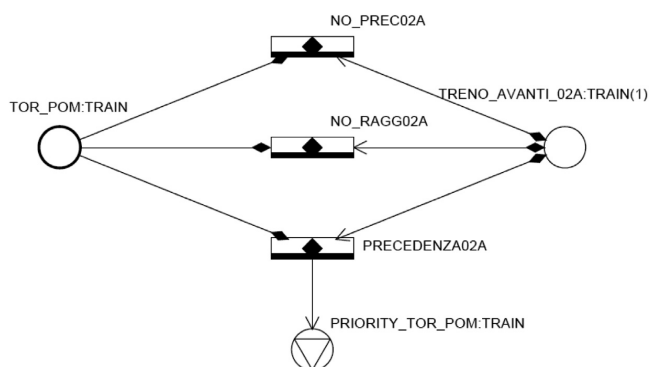 NO_PREC02A
TRENO_AVANTI_02A:TRAIN(1)
TOR_POM:TRAIN
NO_RAGG02A
PRECEDENZA02A
PRIORITY_TOR_POM:TRAIN